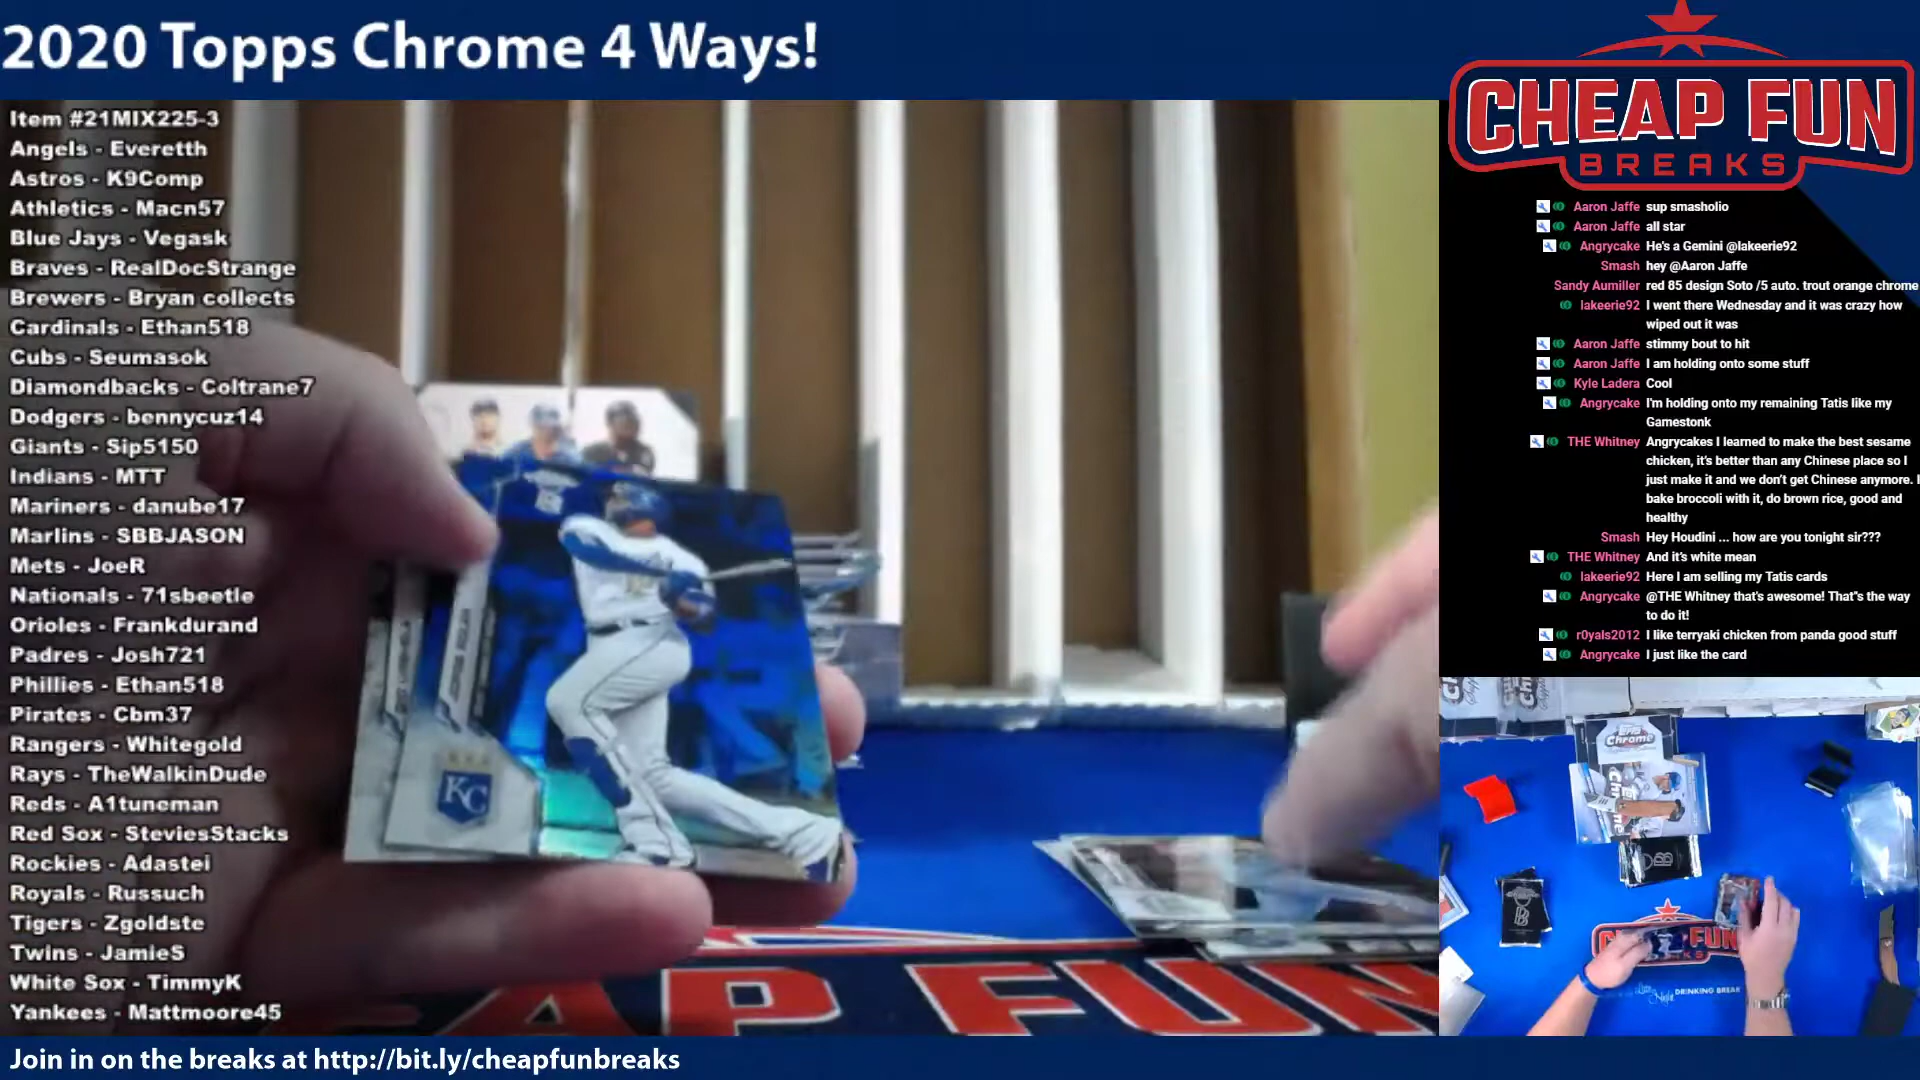 2020 Topps Chrome 4 Ways!
CHEAP FUN
BREAKS
Item #21MIX225-3
Angels - Everetth
Astros - K9Comp
Athletics - Macn57
Blue Jays - Vegask
Braves - RealDocStrange
Brewers - Bryan collects
Cardinals - Ethan518
Cubs - Seumasok
Diamondbacks - Coltrane7
Dodgers - bennycuz14
Giants - Sip5150
Indians - MTT
Mariners - danube17
Marlins - SBBJASON
Mets - JoeR
Nationals - 71sbeetle
Orioles - Frankdurand
Padres - Josh721
Phillies - Ethan518
Pirates - Cbm37
Rangers - Whitegold
Rays - TheWalkinDude
Reds - A1tuneman
Red Sox - SteviesStacks
Rockies - Adastei
Royals - Russuch
Tigers - Zgoldste
Twins - JamieS
White Sox - TimmyK
Yankees - Mattmoore45
KC
AP FUN
Aaron Jaffe sup smasholio
Aaron Jaffe all star
Angrycake He's a Gemini @lakeerie92
Smash hey @Aaron Jaffe
Sandy Aumiller red 85 design Soto /5 auto. trout orange chrome
lakeerie92 I went there Wednesday and it was crazy how
wiped out it was
Aaron Jaffe stimmy bout to hit
Aaron Jaffe I am holding onto some stuff
Kyle Ladera Cool
Angrycake I'm holding onto my remaining Tatis like my
Gamestonk
THE Whitney Angrycakes I learned to make the best sesame
chicken, it's better than any Chinese place so I
just make it and we don't get Chinese anymore. I
bake broccoli with it, do brown rice, good and
healthy
Smash Hey Houdini ... how are you tonight sir???
THE Whitney And it's white mean
lakeerie92 Here I am selling my Tatis cards
Angrycake @THE Whitney that's awesome! That"s the way
to do it!
r0yals2012 I like terryaki chicken from panda good stuff
Angrycake I just like the card
Chrome
FUN
DRINKING BREAK
Join in on the breaks at http://bit.ly/cheapfunbreaks